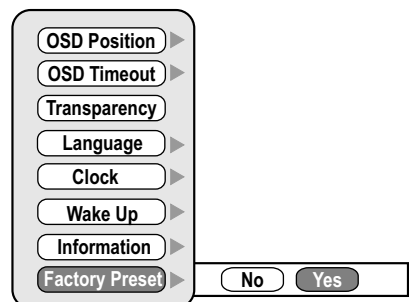 OSD Position
OSD Timeout
Transparency
Language
Clock
Wake Up
Information
Factory Preset No Yes